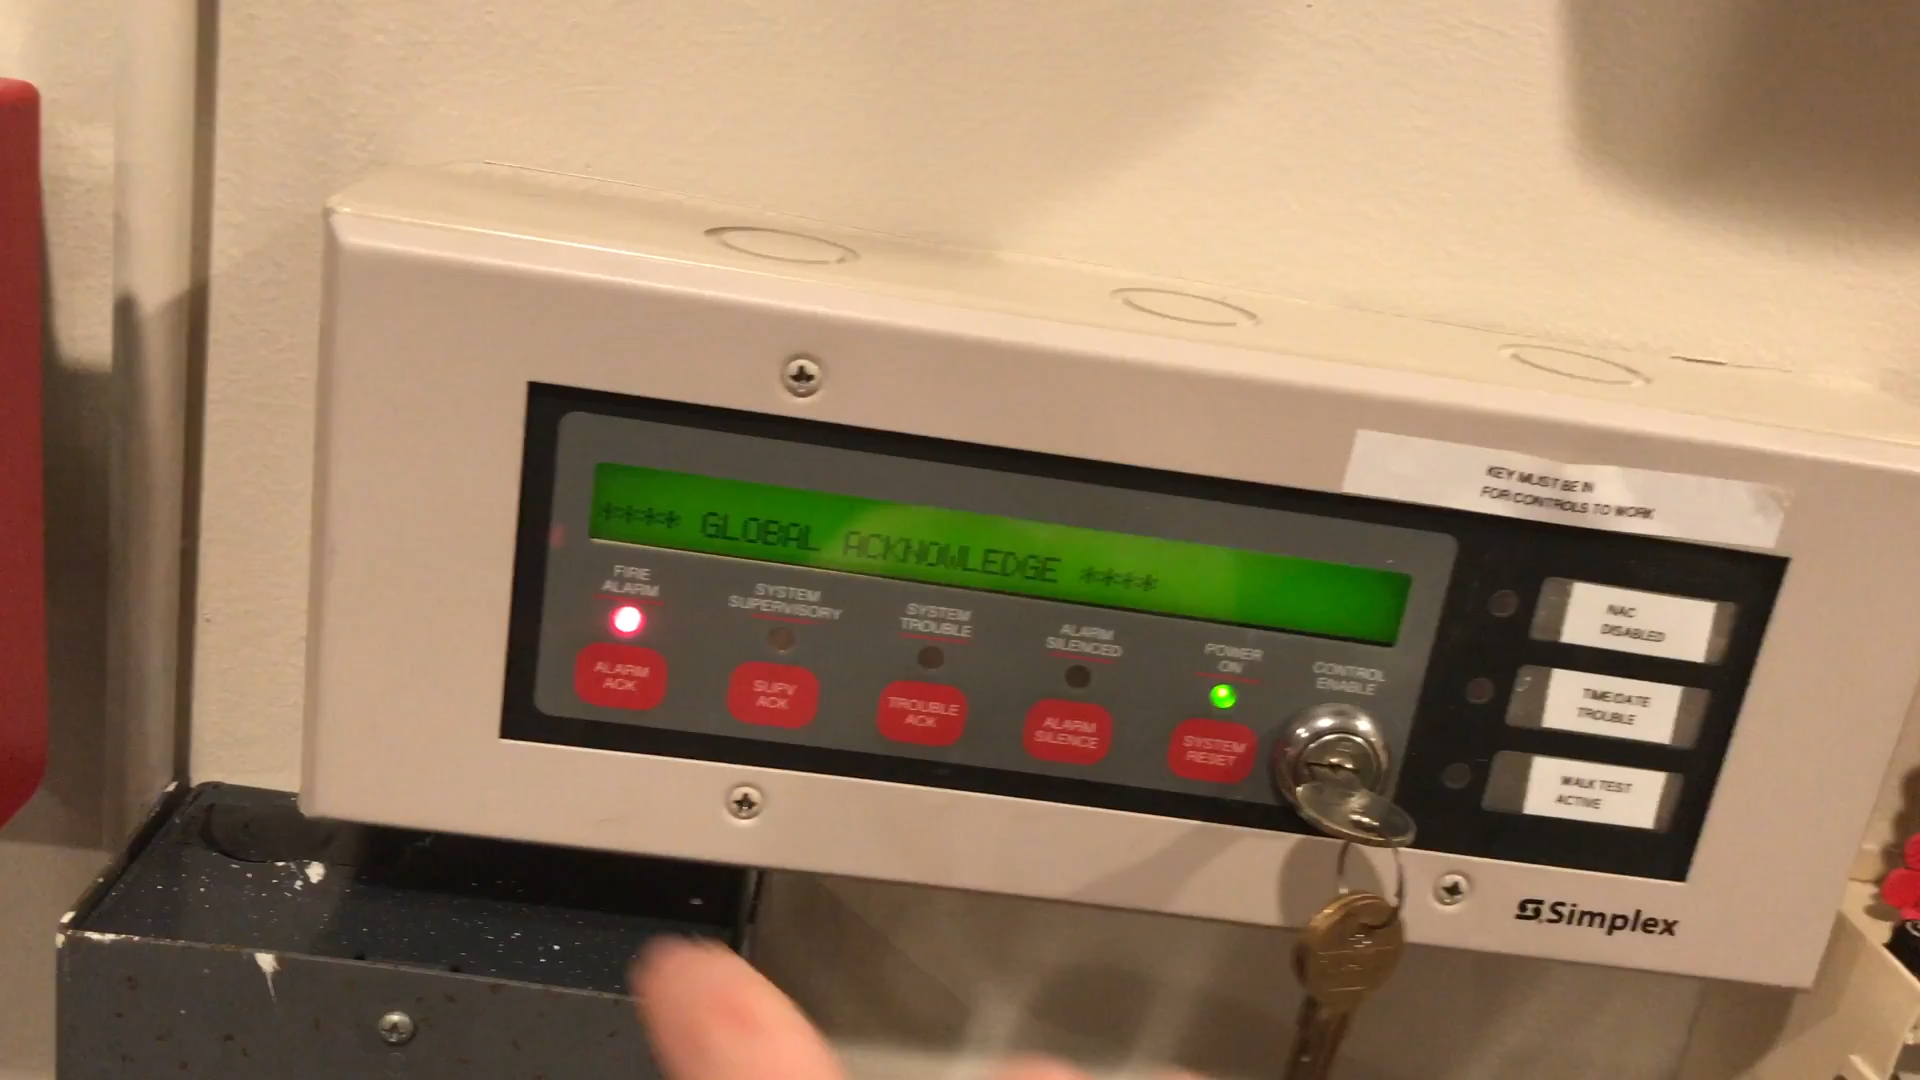 KEY MUST BE IN
FOR CONTROLS TO WORK
**** GLOBAL ACKNOWLEDGE ****
FIRE
ALARM
SYSTEM
SUPERVISORY
SYSTEM
TROUBLE
ALARM
SILENCED
POWER
ON
CONTROL
ENABLE
ALARM
ACK
SUPV
ACK
TROUBLE
ACK
ALARM
SILENCE
SYSTEM
RESET
NAC
DISABLED
TIME/DATE
TROUBLE
WALK TEST
ACTIVE
Simplex